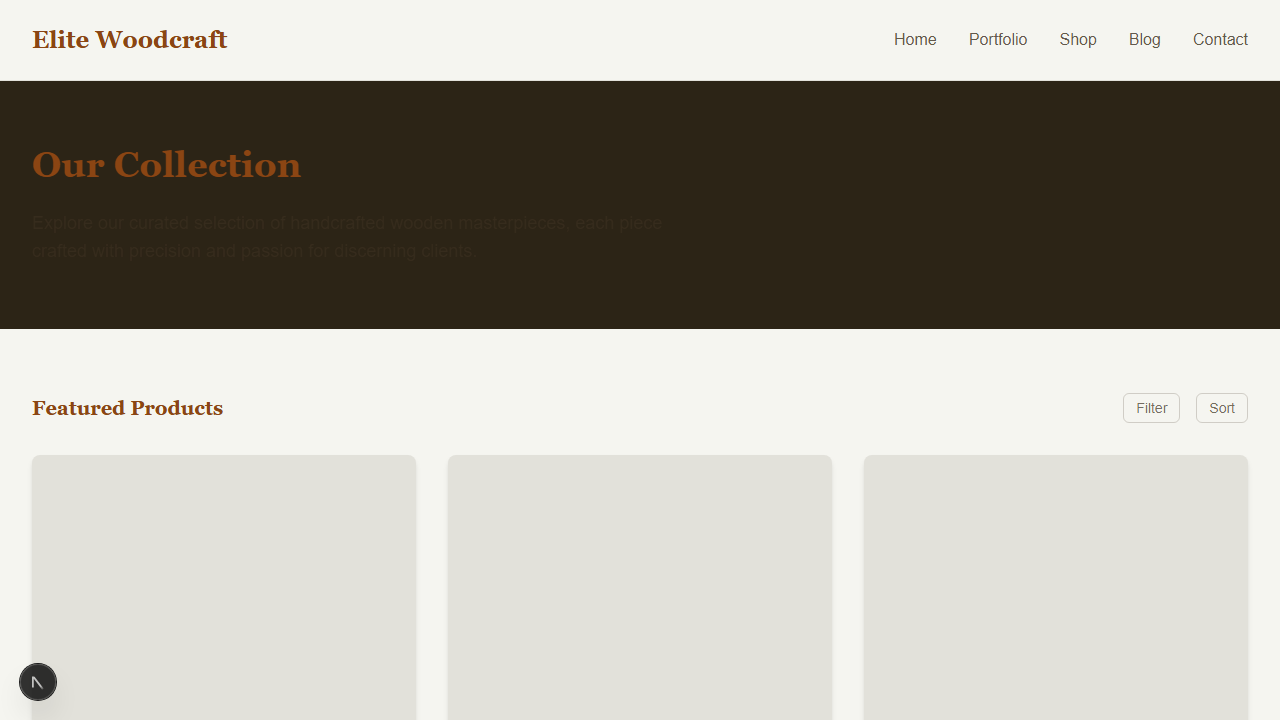 Elite Woodcraft
Home Portfolio Shop Blog Contact
Our Collection
Explore our curated selection of handcrafted wooden masterpieces, each piece
crafted with precision and passion for discerning clients.
Featured Products
Filter Sort